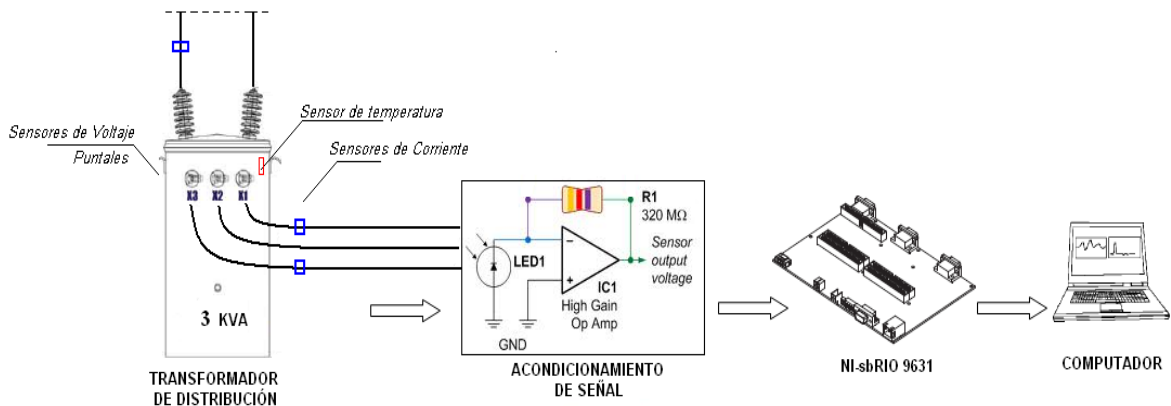 Sensor de temperatura
Sensores de Voltaje
Puntales
Sensores de Corriente
X3 X2 X1
3 KVA
TRANSFORMADOR
DE DISTRIBUCIÓN
R1
320 MΩ
LED1
Sensor
output
voltage
IC1
High Gain
Op Amp
GND
ACONDICIONAMIENTO
DE SEÑAL
NI-sbRIO 9631
COMPUTADOR